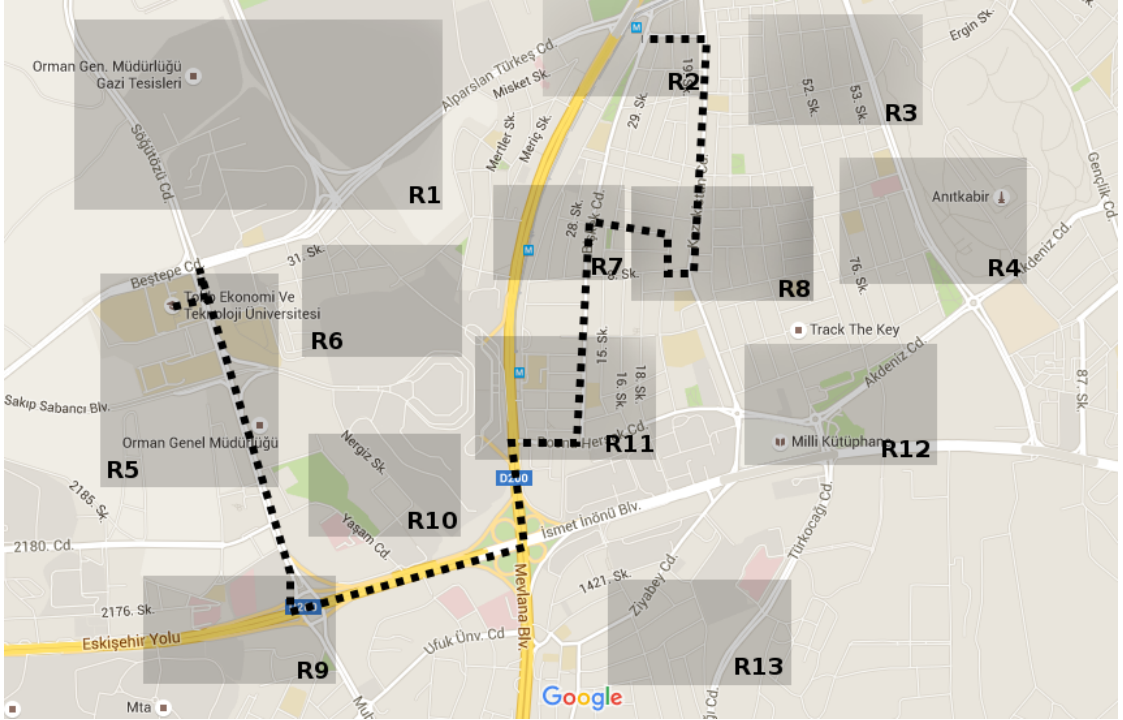 Ergin Sk.
Orman Gen. Müdürlüğü
Gazi Tesisleri
M
Alparslan Türkeş Cd.
Misket Sk.
R2
52. Sk.
53. Sk.
R3
29. Sk.
Söğütözü Cd.
Mertler Sk.
Meriç Sk.
Gençlik Cd.
R1
Anıtkabir
R4
Akdeniz Cd.
28. Sk.
M
R7
76. Sk.
R8
Beştepe Cd.
31. Sk.
Ekonomi Ve
Teknoloji Üniversitesi
R6
Track The Key
15. Sk.
M
16. Sk.
18. Sk.
Akdeniz Cd.
87. Sk.
Sakıp Sabancı Blv.
Orman Genel Müdürlüğü
R5
Nergiz Sk.
R11
Milli Kütüphane
R12
D200
2185. Sk.
R10
Yaşam Cd.
İsmet İnönü Blv.
Türkocağı Cd.
2180. Cd.
1421. Sk.
Ziyabey Cd.
Mevlana Blv.
2176. Sk.
Eskişehir Yolu
Ufuk Ünv. Cd
R9
R13
Mta
Google